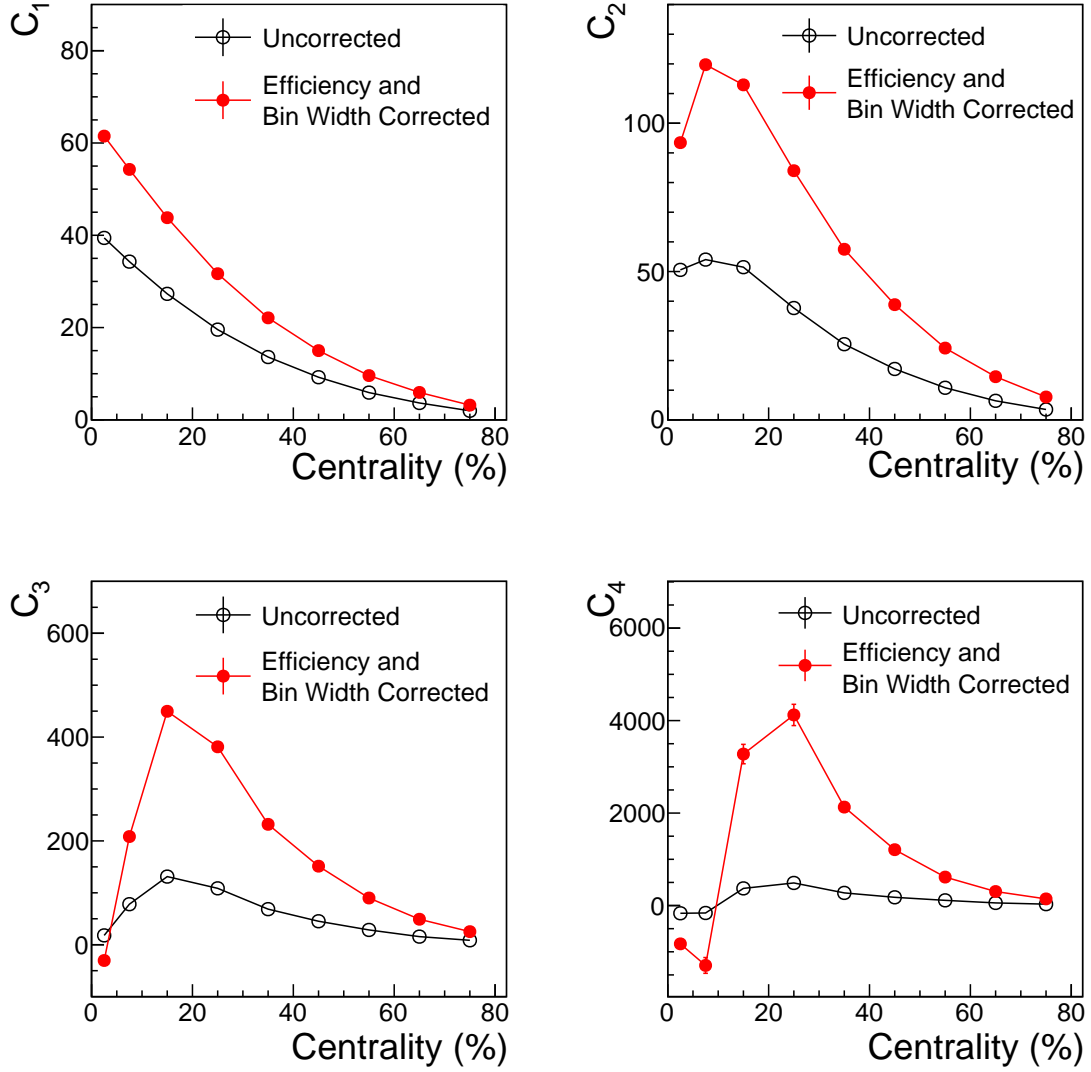 C1
80
60
40
20
0
Uncorrected
Efficiency and
Bin Width Corrected
0 20 40 60 80
Centrality (%)
C2
100
50
0
Uncorrected
Efficiency and
Bin Width Corrected
0 20 40 60 80
Centrality (%)
C3
600
400
200
0
Uncorrected
Efficiency and
Bin Width Corrected
0 20 40 60 80
Centrality (%)
C4
6000
4000
2000
0
Uncorrected
Efficiency and
Bin Width Corrected
0 20 40 60 80
Centrality (%)